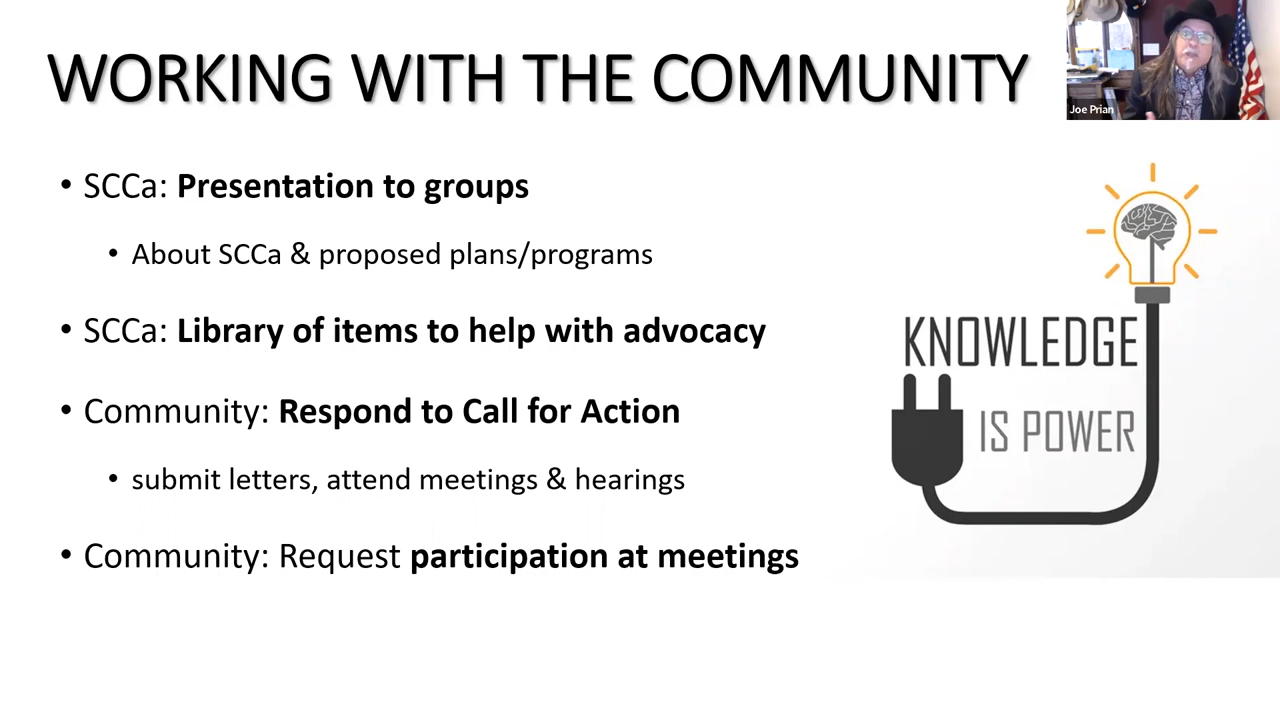 WORKING WITH THE COMMUNITY
Joe Prian
• SCCa: Presentation to groups
• About SCCa & proposed plans/programs
• SCCa: Library of items to help with advocacy
• Community: Respond to Call for Action
• submit letters, attend meetings & hearings
• Community: Request participation at meetings
KNOWLEDGE
IS POWER